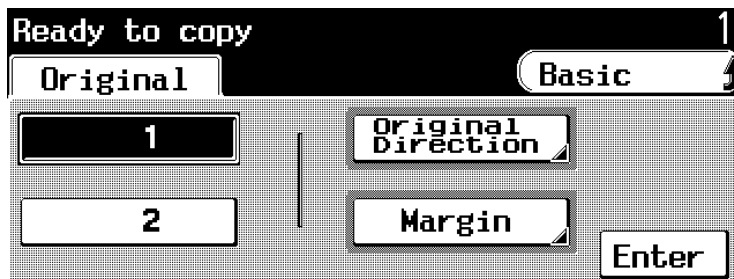 Ready to copy 1
Original Basic
1
Original
Direction
2
Margin
Enter